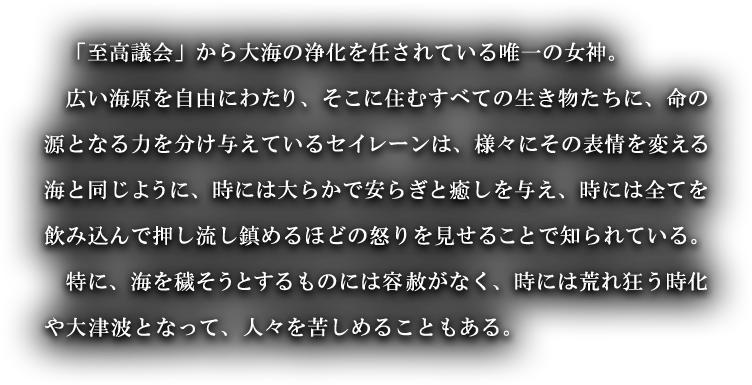 「至高議会」から大海の浄化を任されている唯一の女神。
広い海原を自由にわたり、そこに住むすべての生き物たちに、命の
源となる力を分け与えているセイレーンは、様々にその表情を変える
海と同じように、時には大らかで安らぎと癒しを与え、時には全てを
飲み込んで押し流し鎮めるほどの怒りを見せることで知られている。
特に、海を穢そうとするものには容赦がなく、時には荒れ狂う時化
や大津波となって、人々を苦しめることもある。